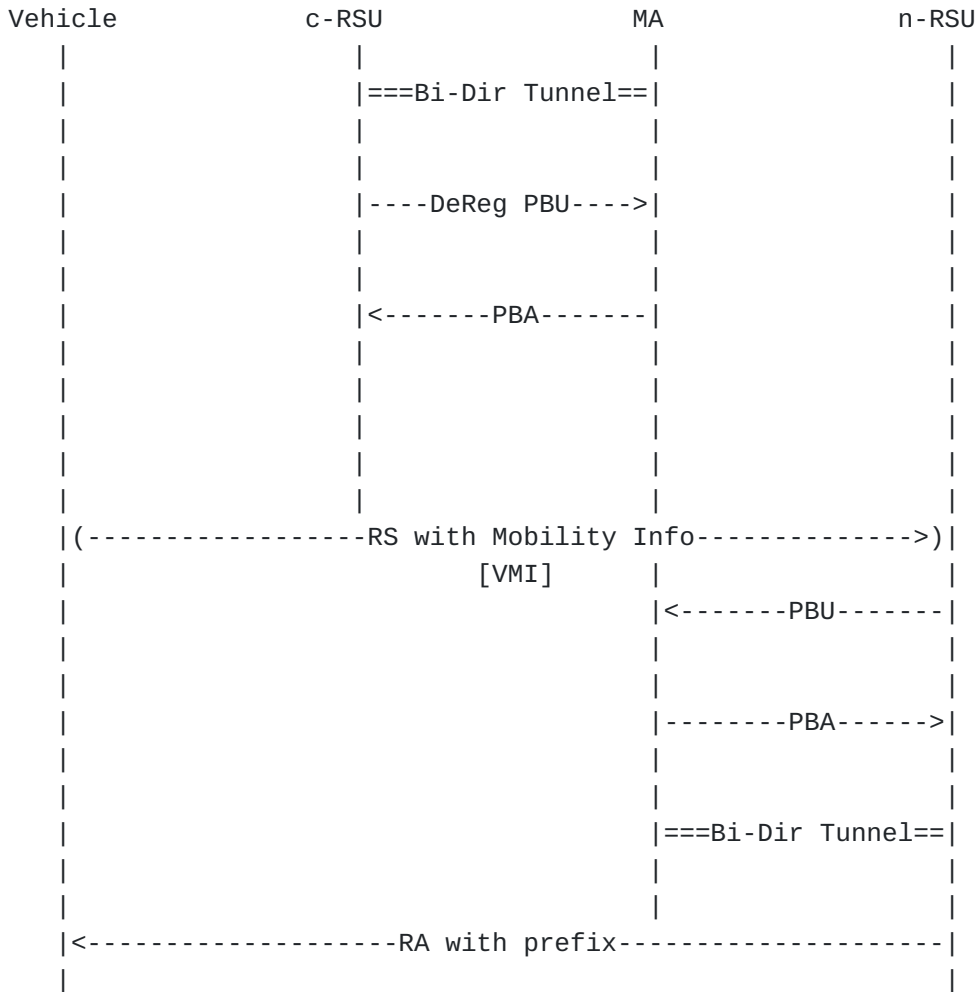 Vehicle c-RSU MA n-RSU
===Bi-Dir Tunnel==
----DeReg PBU---->
<-------PBA-------
(------------------RS with Mobility Info-------------->)
[VMI]
<-------PBU-------
--------PBA------>
===Bi-Dir Tunnel==
<--------------------RA with prefix---------------------